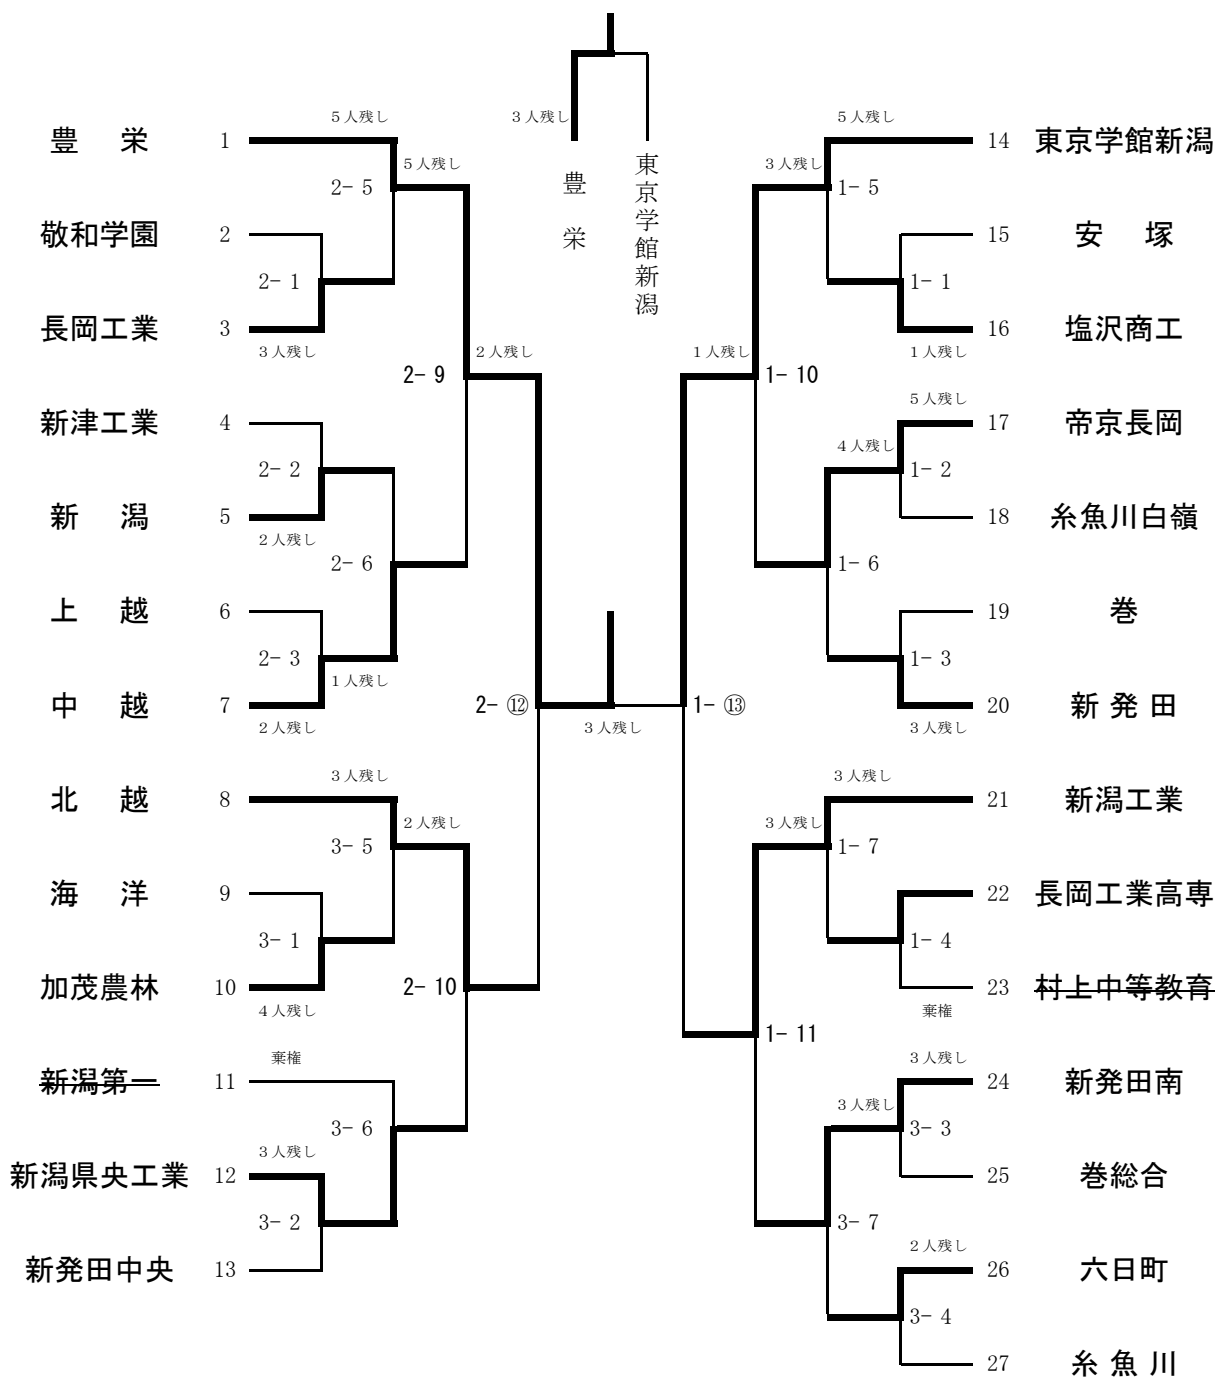 3人残し
豊栄
東京学館新潟
5人残し
豊 栄 1
5人残し
2- 5
敬和学園 2
2- 1
長岡工業 3
3人残し
2人残し
2- 9
新津工業 4
2- 2
新 潟 5
2人残し
2- 6
上 越 6
2- 3
1人残し
中 越 7
2人残し
2- ⑫
3人残し
3人残し
北 越 8
2人残し
3- 5
海 洋 9
3- 1
加茂農林 10
4人残し
2- 10
棄権
新潟第一 11
3- 6
3人残し
新潟県央工業 12
3- 2
新発田中央 13
5人残し
14 東京学館新潟
3人残し
1- 5
15 安 塚
1- 1
16 塩沢商工
1人残し
1人残し
1- 10
5人残し
17 帝京長岡
4人残し
1- 2
18 糸魚川白嶺
1- 6
19 巻
1- 3
20 新発田
3人残し
1- ⑬
3人残し
21 新潟工業
3人残し
1- 7
22 長岡工業高専
1- 4
23 村上中等教育
棄権
1- 11
3人残し
24 新発田南
3人残し
3- 3
25 巻総合
3- 7
2人残し
26 六日町
3- 4
27 糸魚川